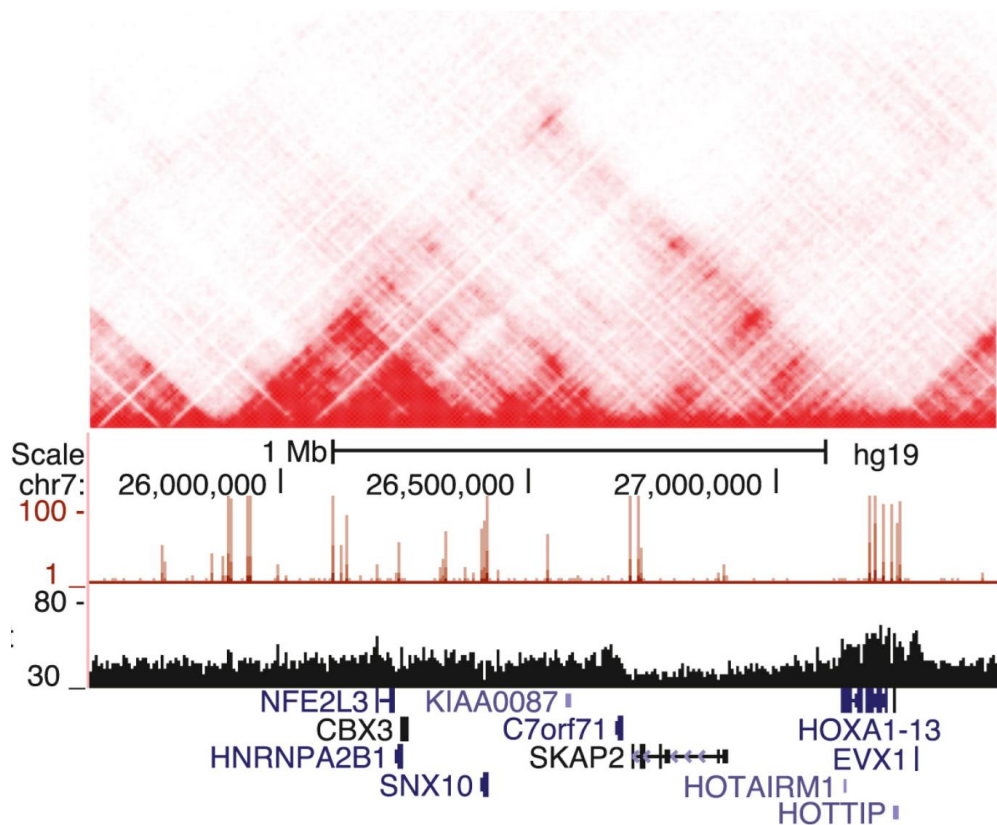 Scale 1 Mb hg19
chr7: 26,000,000 26,500,000 27,000,000
100 -
1 _
80 -
30 _
NFE2L3 KIAA0087
CBX3 C7orf71 HOXA1-13
HNRNPA2B1 SKAP2 EVX1
SNX10 HOTAIRM1
HOTTIP